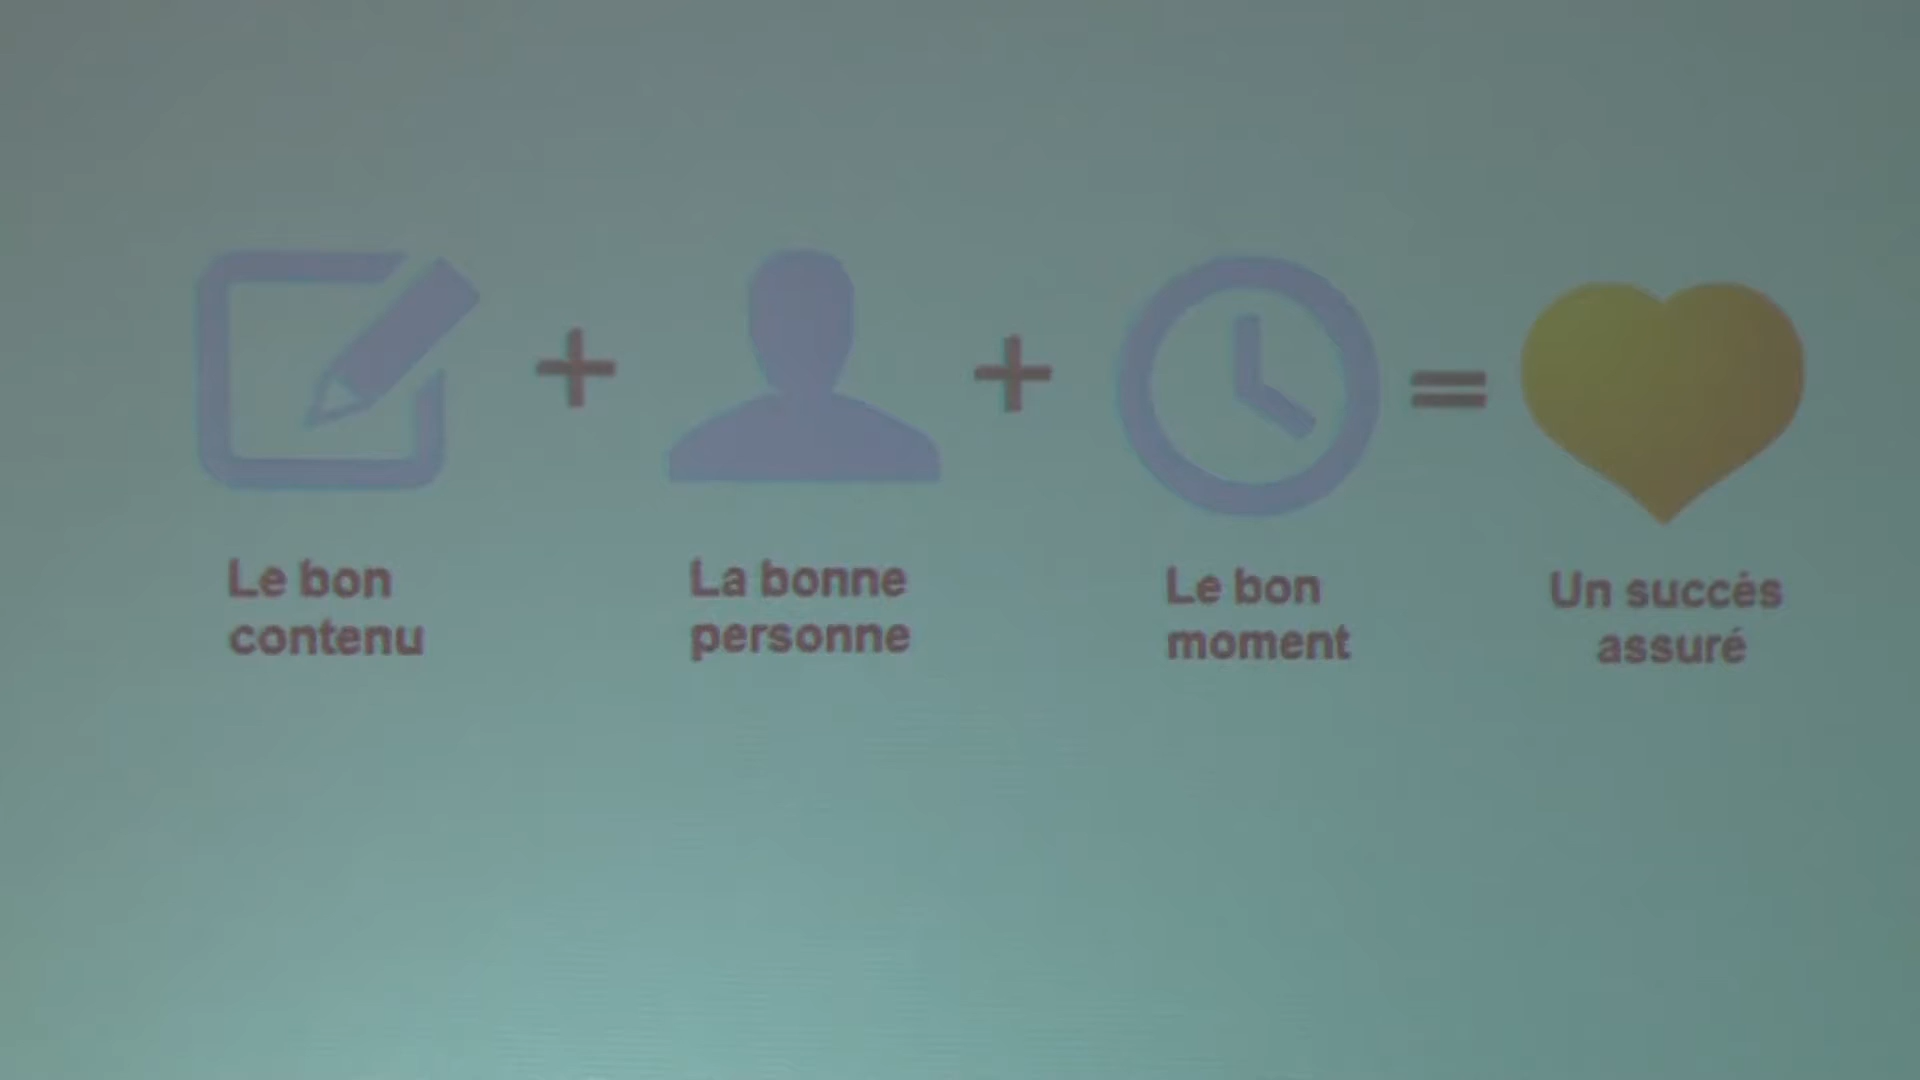 + + =
Le bon
contenu
La bonne
personne
Le bon
moment
Un succés
assuré